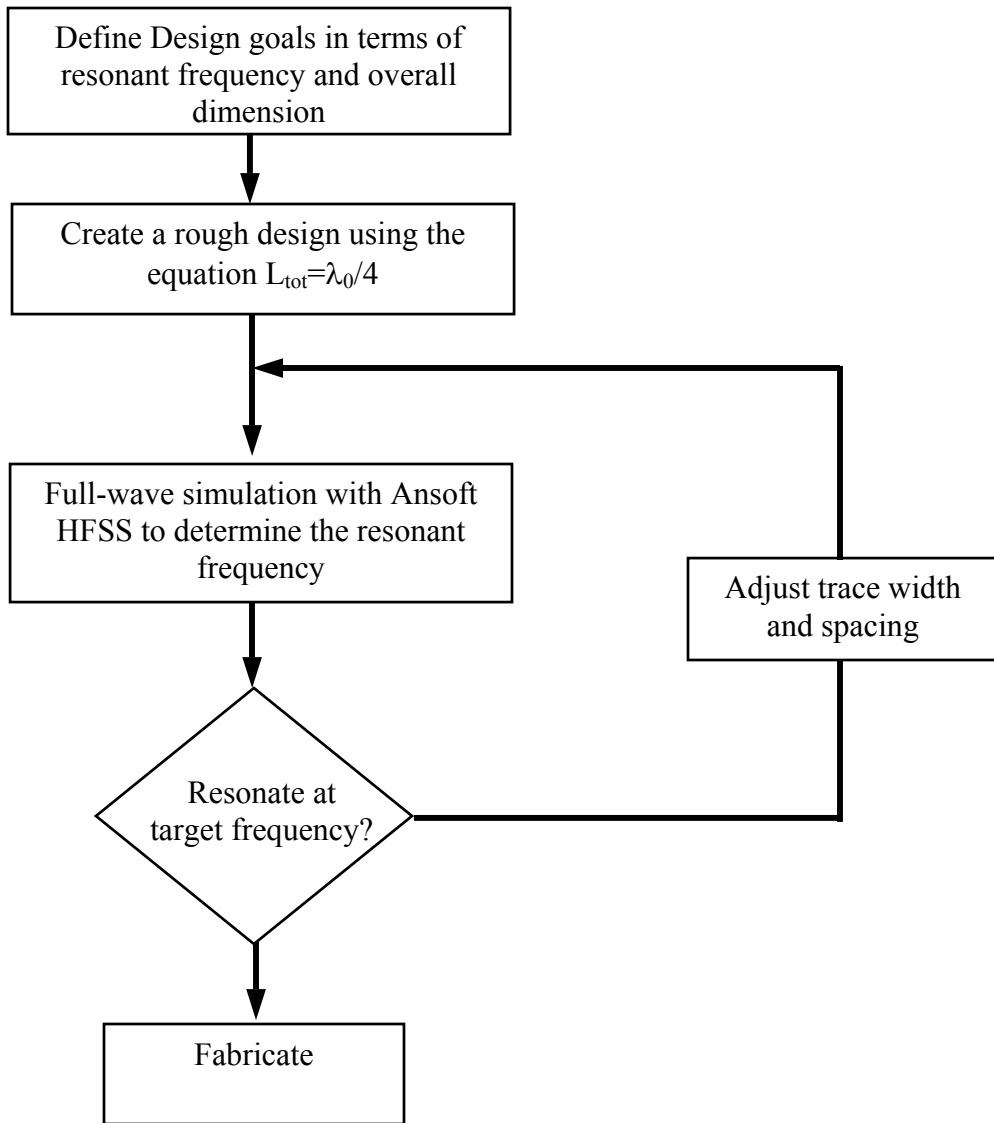 Define Design goals in terms of
resonant frequency and overall
dimension
Create a rough design using the
equation Lₜₒₜ=λ₀/4
Full-wave simulation with Ansoft
HFSS to determine the resonant
frequency
Adjust trace width
and spacing
Resonate at
target frequency?
Fabricate